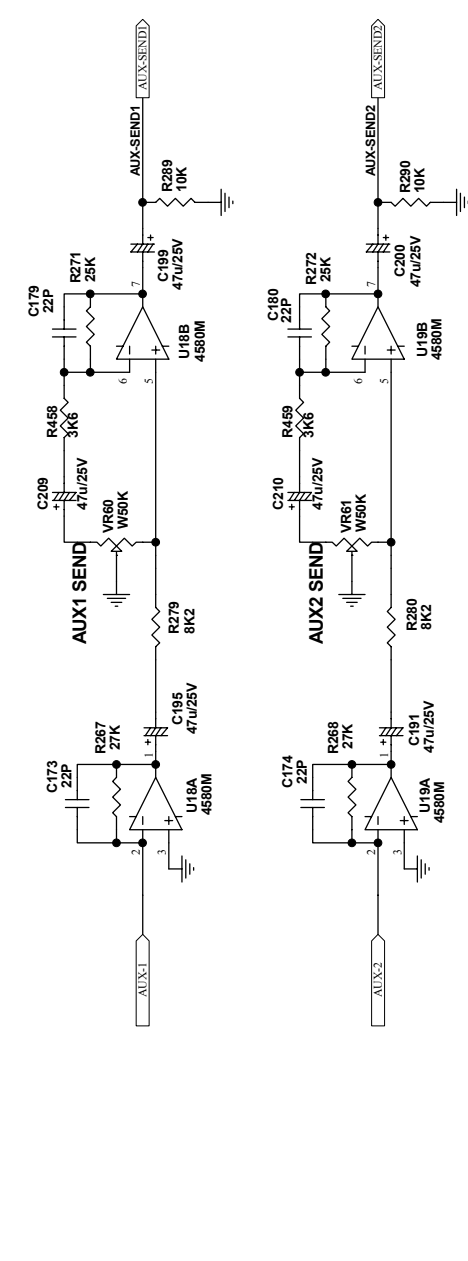 AUX-1
2
3
C173
22P
R267
27K
U18A
4580M
1
+
C195
47u/25V
R279
8K2
AUX1 SEND
VR60
W50K
+
C209
47u/25V
R458
3K6
C179
22P
R271
25K
6
5
U18B
4580M
7
+
C199
47u/25V
R289
10K
AUX-SEND1
AUX-SEND1
AUX-2
2
3
C174
22P
R268
27K
U19A
4580M
1
+
C191
47u/25V
R280
8K2
AUX2 SEND
VR61
W50K
+
C210
47u/25V
R459
3K6
C180
22P
R272
25K
6
5
U19B
4580M
7
+
C200
47u/25V
R290
10K
AUX-SEND2
AUX-SEND2